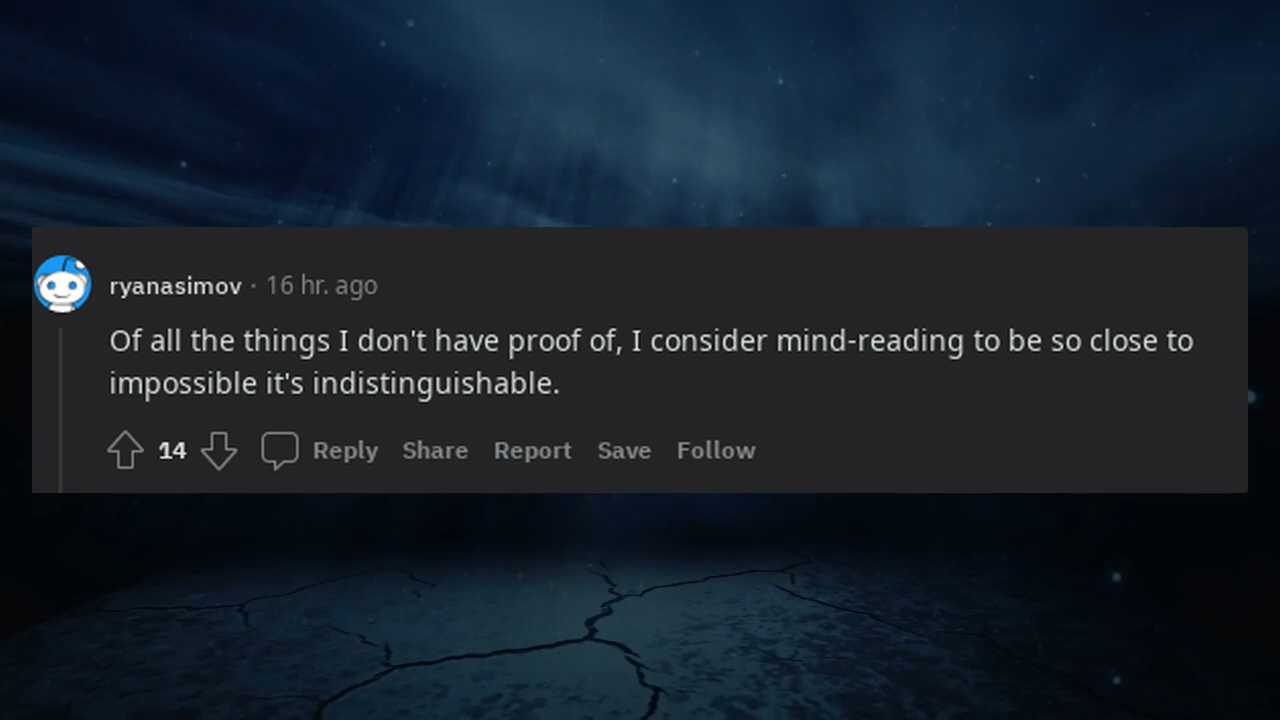 ryanasimov · 16 hr. ago
Of all the things I don't have proof of, I consider mind-reading to be so close to
impossible it's indistinguishable.
14 Reply Share Report Save Follow